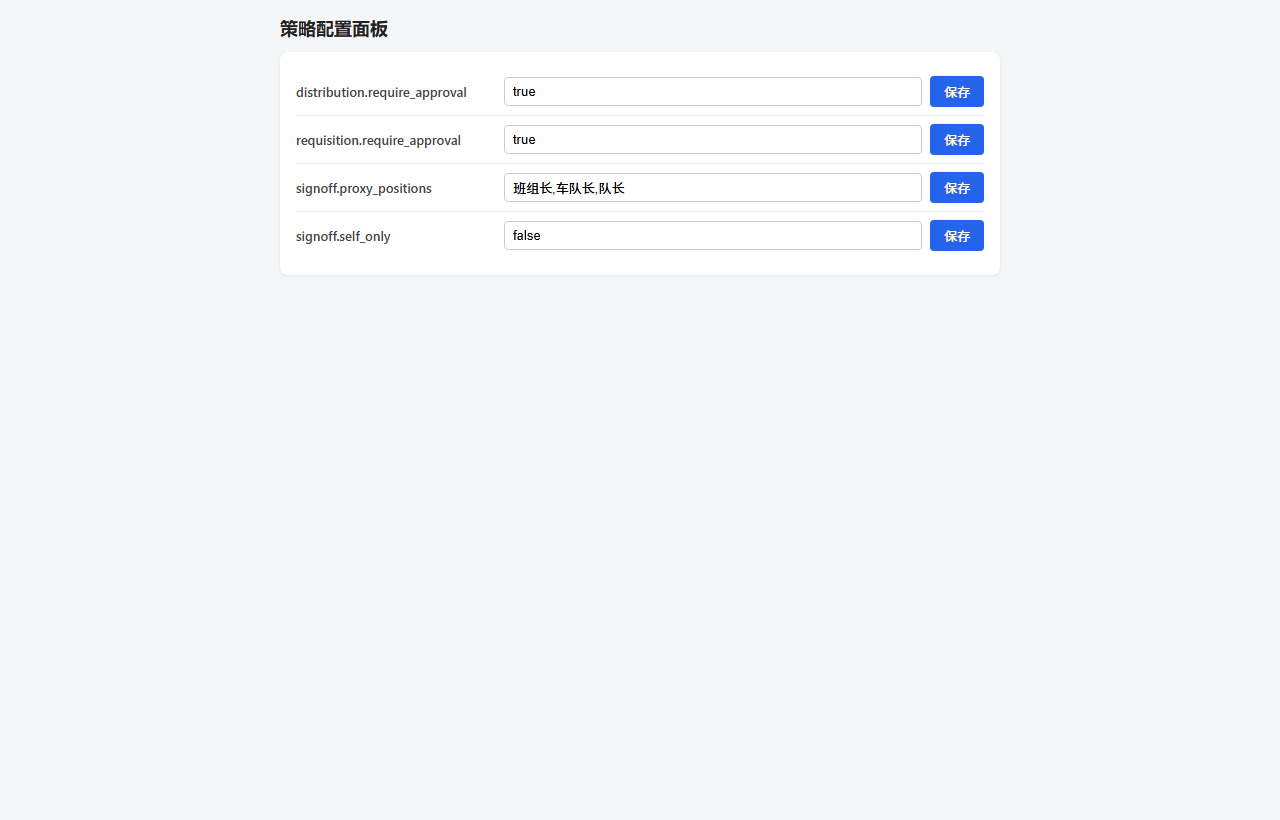 策略配置面板
distribution.require_approval true 保存
requisition.require_approval true 保存
signoff.proxy_positions 班组长,车队长,队长 保存
signoff.self_only false 保存